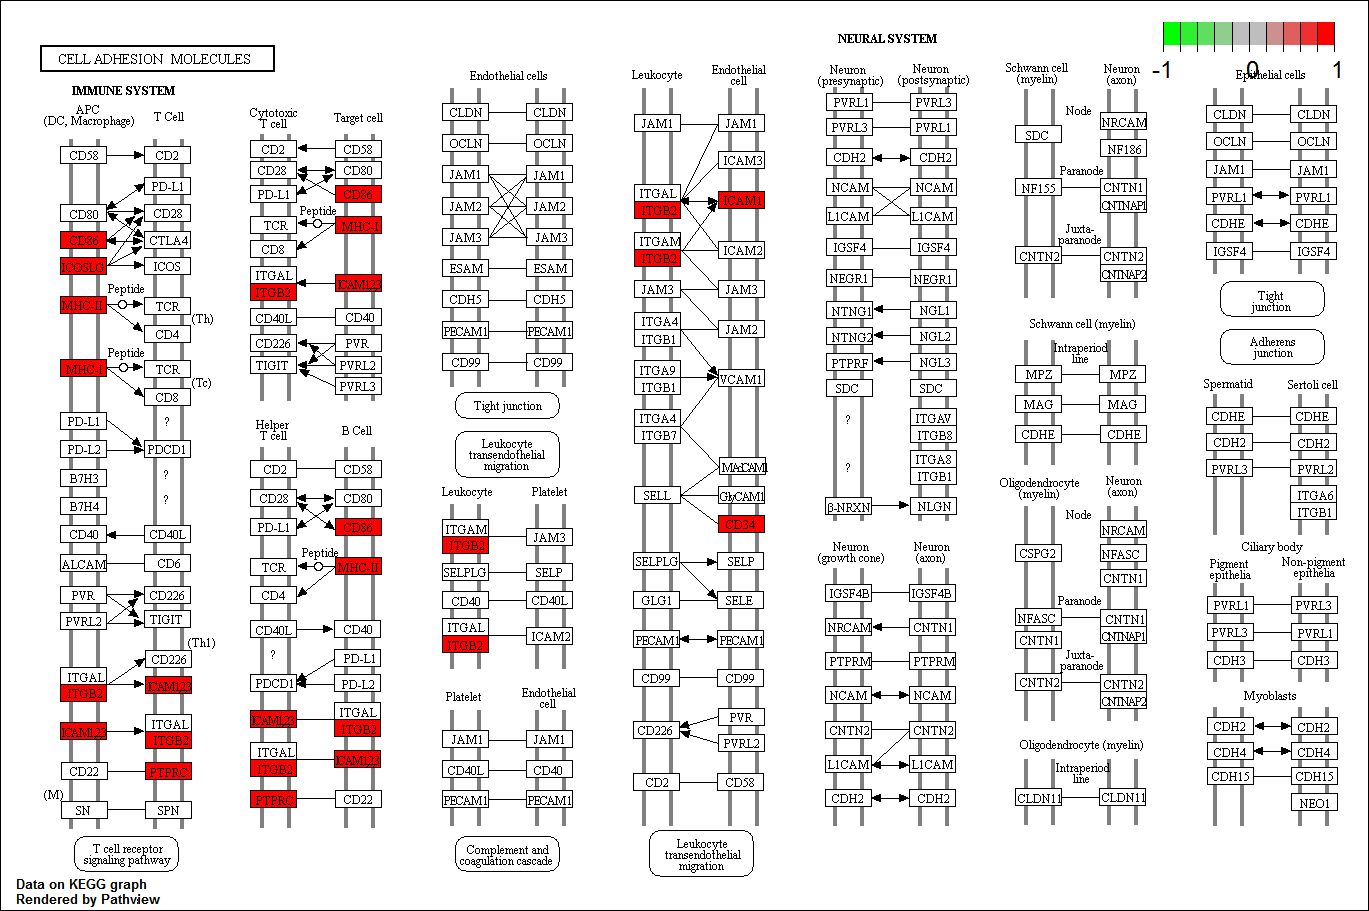 CELL ADHESION MOLECULES
IMMUNE SYSTEM
APC
(DC, Macrophage)
T Cell
CD58
CD2
PD-L1
CD80
CD28
CD86
CTLA4
ICOSLG
ICOS
Peptide
MHC-II
TCR
(Th)
CD4
Peptide
MHC-I
TCR
(Tc)
CD8
PD-L1
?
PD-L2
PDCD1
B7H3
?
B7H4
?
CD40
CD40L
ALCAM
CD6
PVR
CD226
PVRL2
TIGIT
(Th1)
CD226
ITGAL
ITGB2
ICAM123
ICAM123
ITGAL
ITGB2
CD22
PTPRC
(M)
SN
SPN
T cell receptor
signaling pathway
Cytotoxic
T cell
Target cell
CD2
CD58
CD28
CD80
PD-L1
CD86
Peptide
TCR
MHC-I
CD8
ITGAL
ITGB2
ICAM123
CD40L
CD40
CD226
PVR
TIGIT
PVRL2
PVRL3
Helper
T cell
B Cell
CD2
CD58
CD28
CD80
PD-L1
CD86
Peptide
TCR
MHC-II
CD4
CD40L
CD40
?
PD-L1
PDCD1
PD-L2
ICAM123
ITGAL
ITGB2
ITGAL
ITGB2
ICAM123
PTPRC
CD22
Endothelial cells
CLDN
CLDN
OCLN
OCLN
JAM1
JAM1
JAM2
JAM2
JAM3
JAM3
ESAM
ESAM
CDH5
CDH5
PECAM1
PECAM1
CD99
CD99
Tight junction
Leukocyte
transendothelial
migration
Leukocyte
Platelet
ITGAM
ITGB2
JAM3
SELPLG
SELP
CD40
CD40L
ITGAL
ITGB2
ICAM2
Platelet
Endothelial
cell
JAM1
JAM1
CD40L
CD40
PECAM1
PECAM1
Complement and
coagulation cascade
Leukocyte
Endothelial
cell
JAM1
JAM1
ICAM3
ITGAL
ITGB2
ICAM1
ITGAM
ITGB2
ICAM2
JAM3
JAM3
ITGA4
ITGB1
JAM2
ITGA9
ITGB1
VCAM1
ITGA4
ITGB7
MAdCAM1
SELL
GlyCAM1
CD34
SELPLG
SELP
GLG1
SELE
PECAM1
PECAM1
CD99
CD99
CD226
PVR
PVRL2
CD2
CD58
Leukocyte
transendothelial
migration
NEURAL SYSTEM
Neuron
(presynaptic)
Neuron
(postsynaptic)
PVRL1
PVRL3
PVRL3
PVRL1
CDH2
CDH2
NCAM
NCAM
L1CAM
L1CAM
IGSF4
IGSF4
NEGR1
NEGR1
NTNG1
NGL1
NTNG2
NGL2
PTPRF
NGL3
SDC
SDC
?
ITGAV
ITGB8
?
ITGA8
ITGB1
β-NRXN
NLGN
Neuron
(growth cone)
Neuron
(axon)
IGSF4B
IGSF4B
NRCAM
CNTN1
PTPRM
PTPRM
NCAM
NCAM
CNTN2
CNTN2
L1CAM
L1CAM
CDH2
CDH2
Schwann cell
(myelin)
Neuron
(axon)
Node
NRCAM
SDC
NF186
Paranode
NF155
CNTN1
CNTNAP1
Juxta-
paranode
CNTN2
CNTN2
CNTNAP2
Schwann cell (myelin)
Intraperiod
line
MPZ
MPZ
MAG
MAG
CDHE
CDHE
Oligodendrocyte
(myelin)
Neuron
(axon)
Node
NRCAM
CSPG2
NFASC
CNTN1
Paranode
NFASC
CNTN1
CNTN1
CNTNAP1
Juxta-
paranode
CNTN2
CNTN2
CNTNAP2
Oligodendrocyte (myelin)
Intraperiod
line
CLDN11
CLDN11
-1
0
1
Epithelial cells
CLDN
CLDN
OCLN
OCLN
JAM1
JAM1
PVRL1
PVRL1
CDHE
CDHE
IGSF4
IGSF4
Tight
junction
Adherens
junction
Spermatid
Sertoli cell
CDHE
CDHE
CDH2
CDH2
PVRL3
PVRL2
ITGA6
ITGB1
Ciliary body
Pigment
epithelia
Non-pigment
epithelia
PVRL1
PVRL3
PVRL3
PVRL1
CDH3
CDH3
Myoblasts
CDH2
CDH2
CDH4
CDH4
CDH15
CDH15
NEO1
Data on KEGG graph
Rendered by Pathview